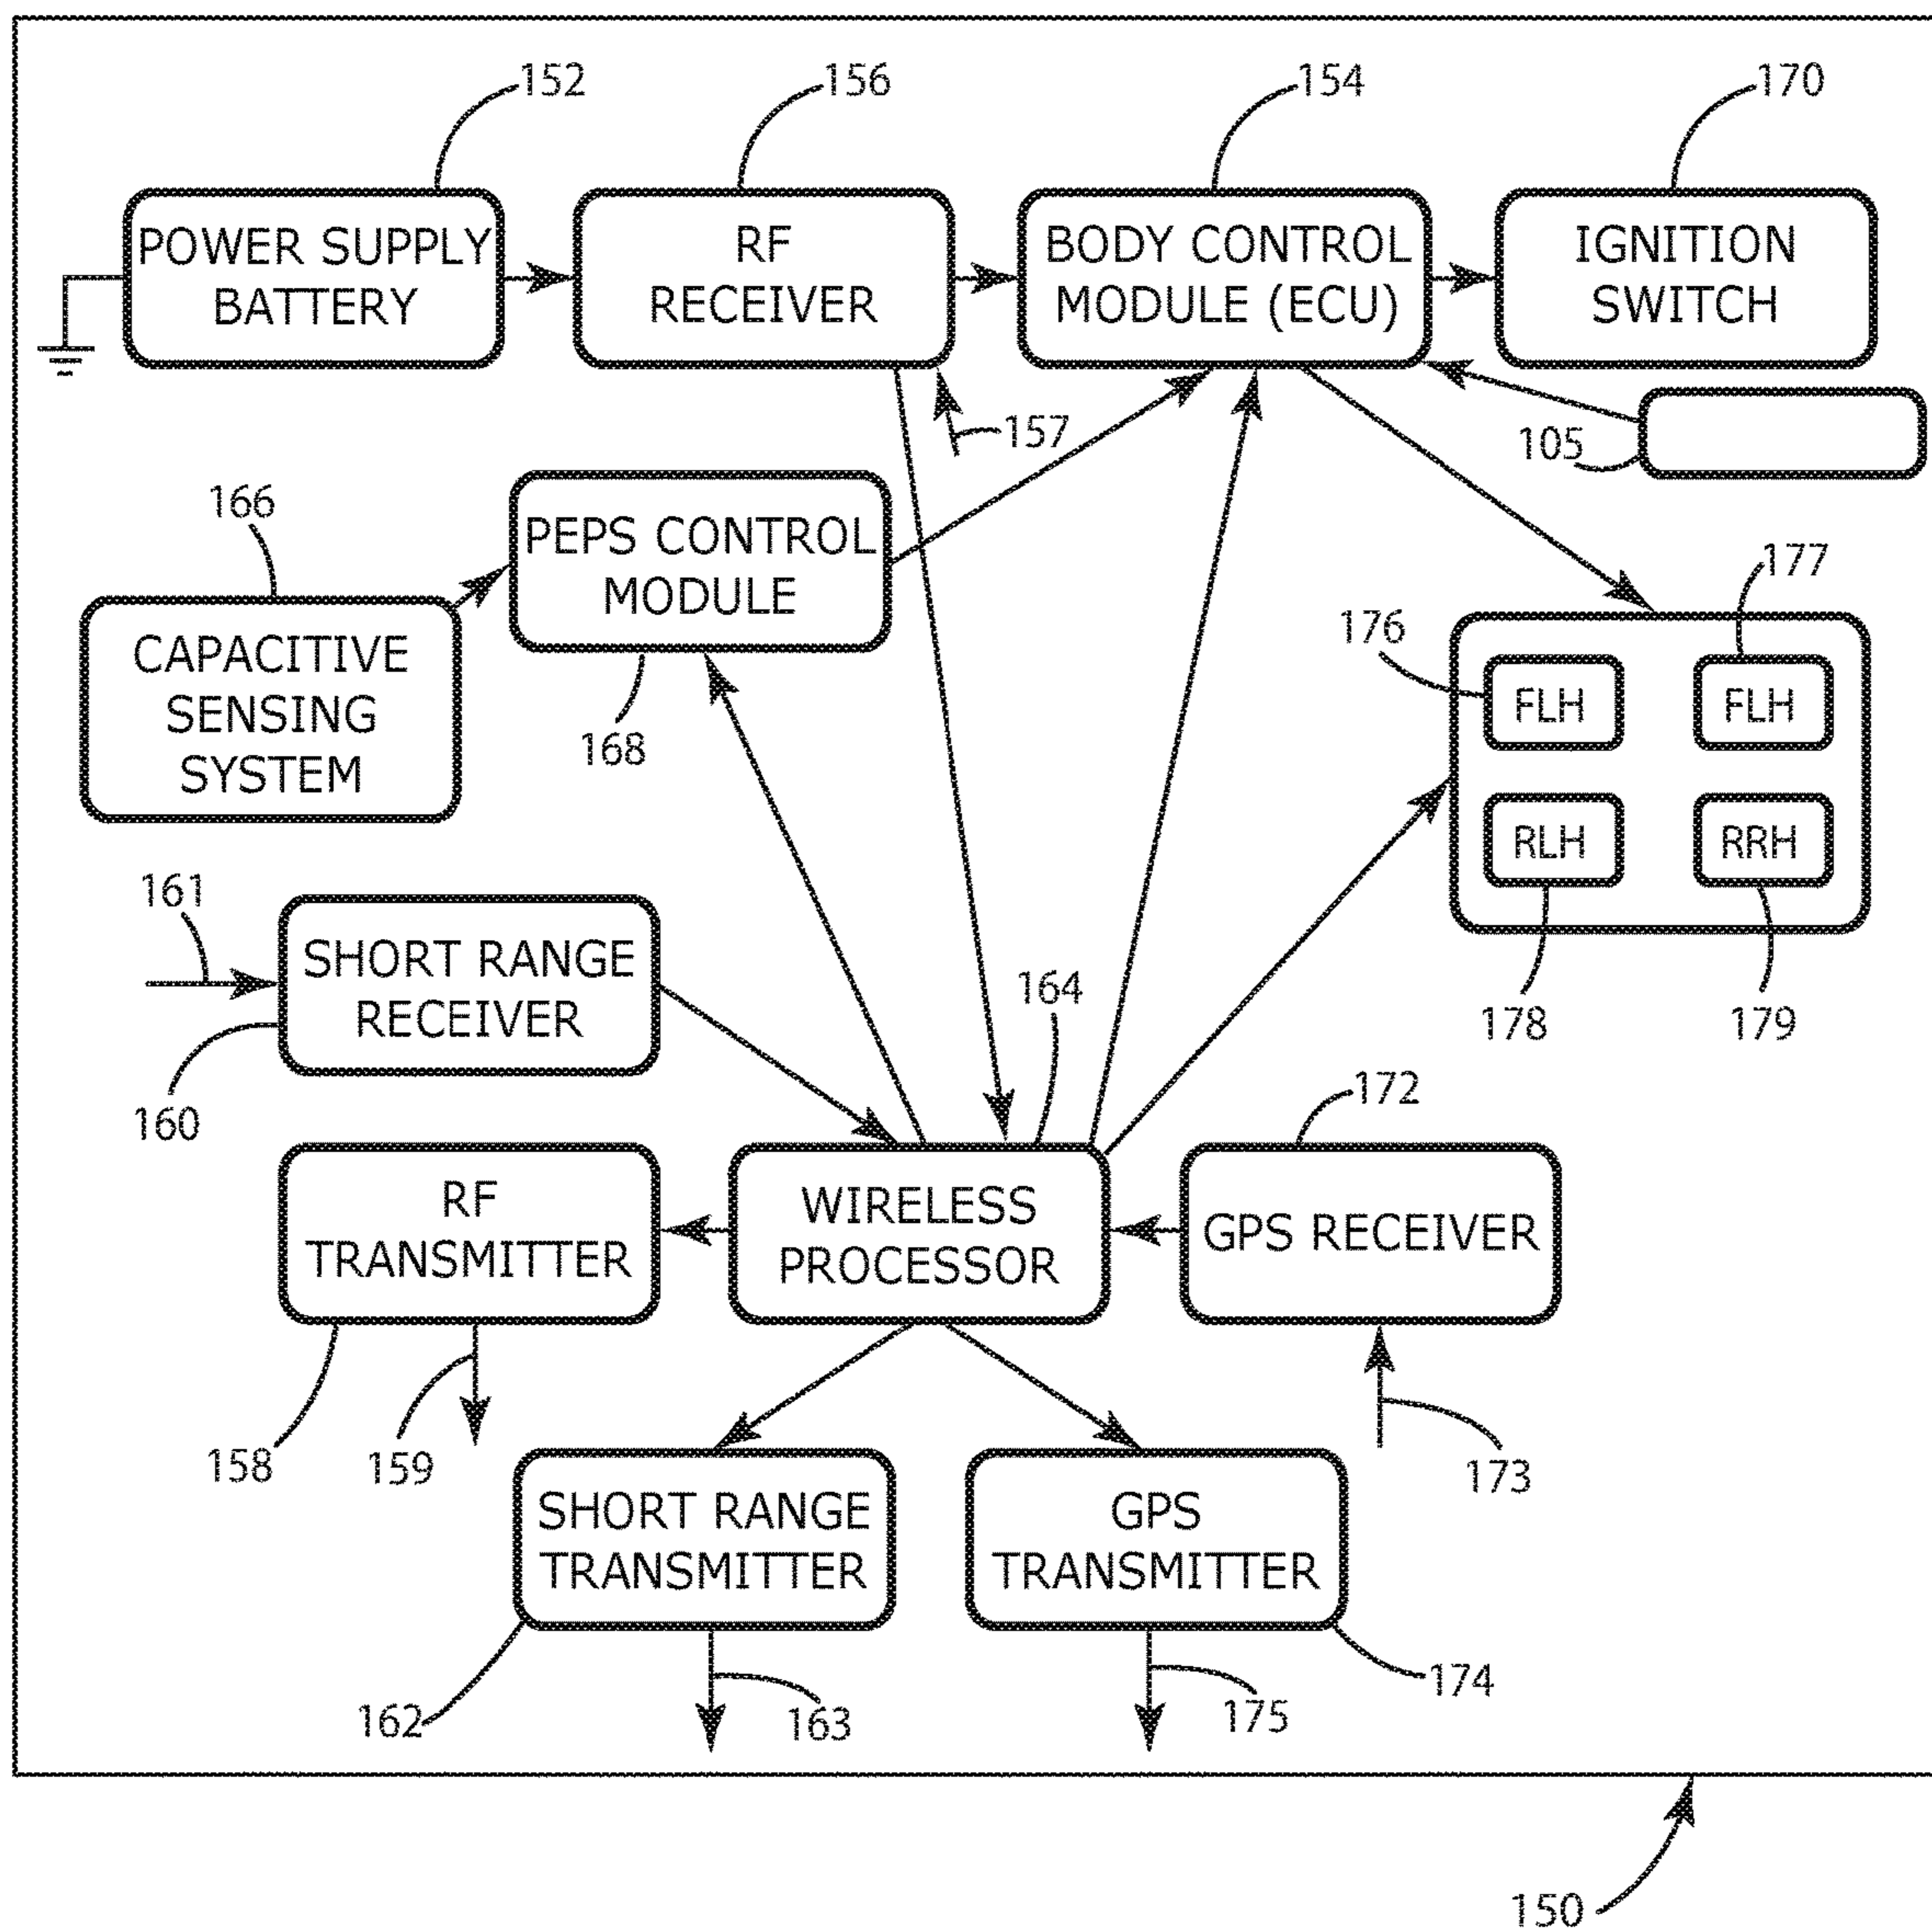 152
156
154
170
POWER SUPPLY
BATTERY
RF
RECEIVER
BODY CONTROL
MODULE (ECU)
IGNITION
SWITCH
157
105
166
PEPS CONTROL
MODULE
168
CAPACITIVE
SENSING
SYSTEM
177
176
FLH
FLH
RLH
RRH
178
179
161
SHORT RANGE
RECEIVER
160
164
172
RF
TRANSMITTER
WIRELESS
PROCESSOR
GPS RECEIVER
158
159
173
SHORT RANGE
TRANSMITTER
GPS
TRANSMITTER
162
163
175
174
150